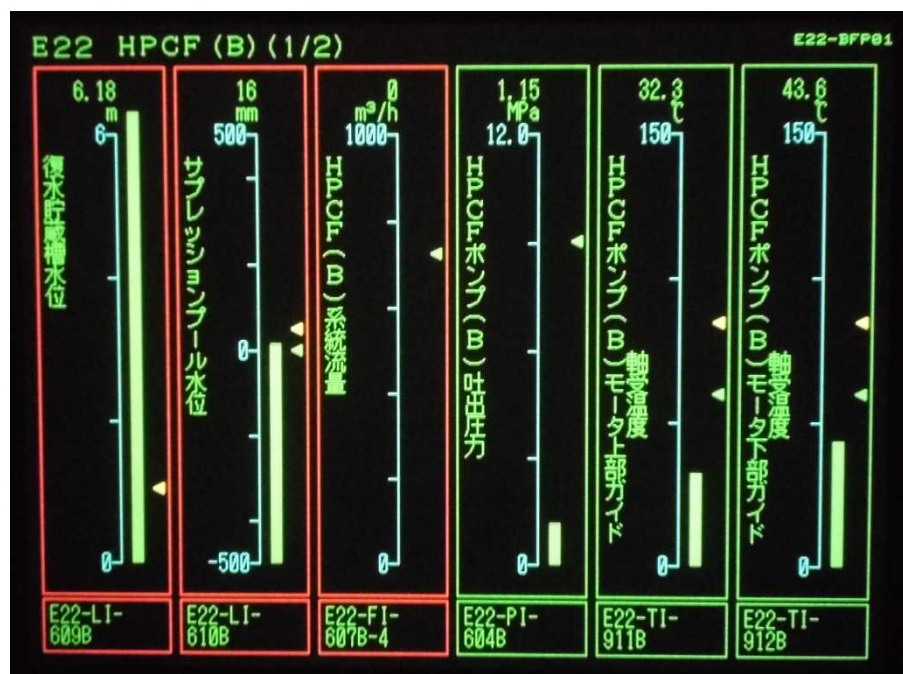 E22 HPCF(B)(1/2)
E22-BFP01
6.18
m
6
0
復水貯蔵槽水位
E22-LI-
609B
16
mm
500
0
-500
サプレッションプール水位
E22-LI-
610B
0
m³/h
1000
0
HPCF(B)系統流量
E22-FI-
607B-4
1.15
MPa
12.0
0
HPCFポンプ(B)吐出圧力
E22-PI-
604B
32.3
℃
150
0
HPCFポンプ(B)モータ上部ガイド
軸受温度
E22-TI-
911B
43.6
℃
150
0
HPCFポンプ(B)モータ下部ガイド
軸受温度
E22-TI-
912B